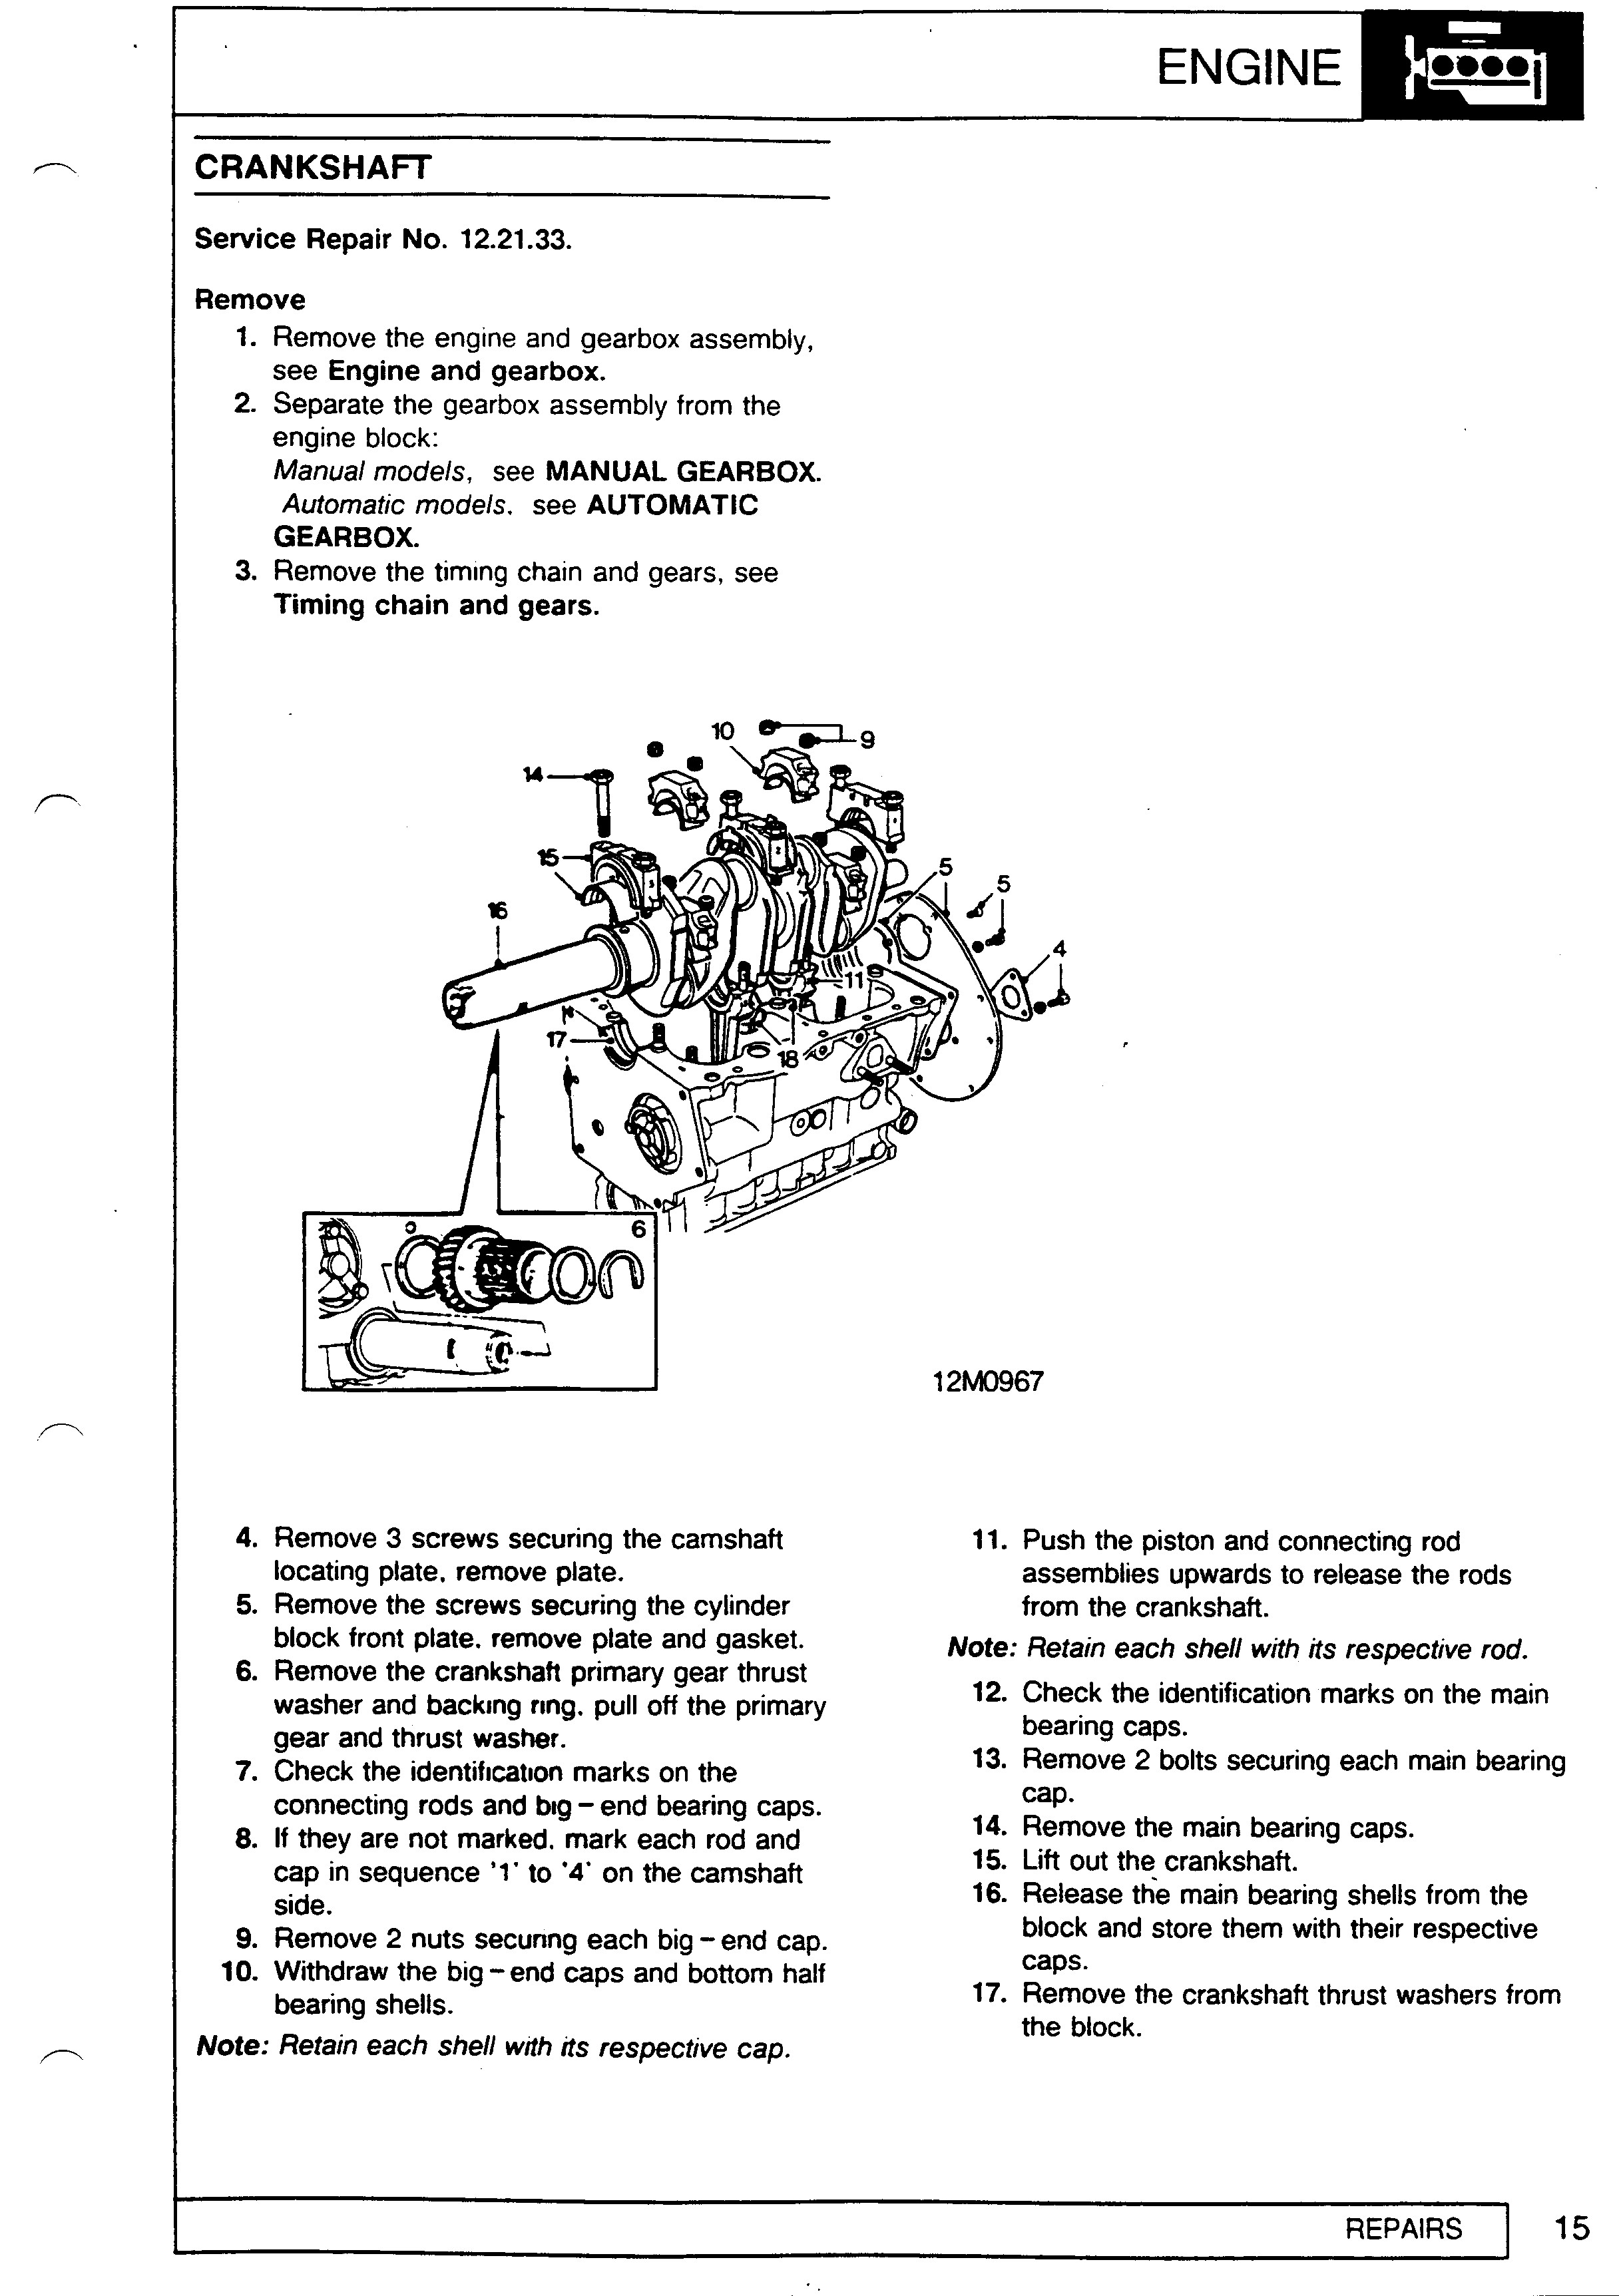 ENGINE
CRANKSHAFT
Service Repair No. 12.21.33.
Remove
1. Remove the engine and gearbox assembly,
see Engine and gearbox.
2. Separate the gearbox assembly from the
engine block:
Manual models, see MANUAL GEARBOX.
Automatic models. see AUTOMATIC
GEARBOX.
3. Remove the timing chain and gears, see
Timing chain and gears.
10
9
14
15
5
5
16
4
11
17
18
6
12M0967
4. Remove 3 screws securing the camshaft
locating plate. remove plate.
5. Remove the screws securing the cylinder
block front plate. remove plate and gasket.
6. Remove the crankshaft primary gear thrust
washer and backing ring. pull off the primary
gear and thrust washer.
7. Check the identification marks on the
connecting rods and big – end bearing caps.
8. If they are not marked. mark each rod and
cap in sequence '1' to '4' on the camshaft
side.
9. Remove 2 nuts securing each big – end cap.
10. Withdraw the big – end caps and bottom half
bearing shells.
Note: Retain each shell with its respective cap.
11. Push the piston and connecting rod
assemblies upwards to release the rods
from the crankshaft.
Note: Retain each shell with its respective rod.
12. Check the identification marks on the main
bearing caps.
13. Remove 2 bolts securing each main bearing
cap.
14. Remove the main bearing caps.
15. Lift out the crankshaft.
16. Release the main bearing shells from the
block and store them with their respective
caps.
17. Remove the crankshaft thrust washers from
the block.
REPAIRS
15